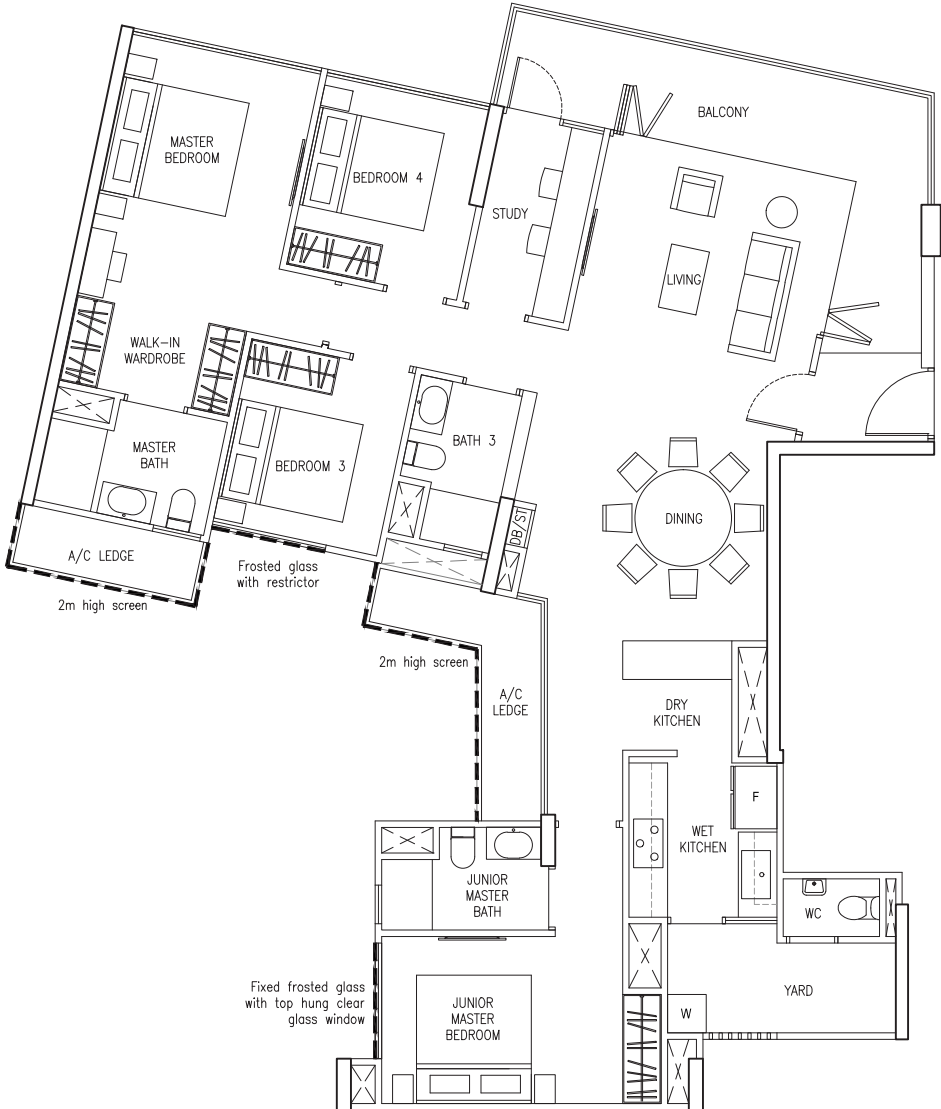 BALCONY
MASTER
BEDROOM
BEDROOM 4
STUDY
LIVING
WALK-IN
WARDROBE
MASTER
BATH
BEDROOM 3
BATH 3
DINING
DB/ST
A/C LEDGE
Frosted glass
with restrictor
2m high screen
2m high screen
A/C
LEDGE
DRY
KITCHEN
F
WET
KITCHEN
JUNIOR
MASTER
BATH
WC
Fixed frosted glass
with top hung clear
glass window
JUNIOR
MASTER
BEDROOM
W
YARD